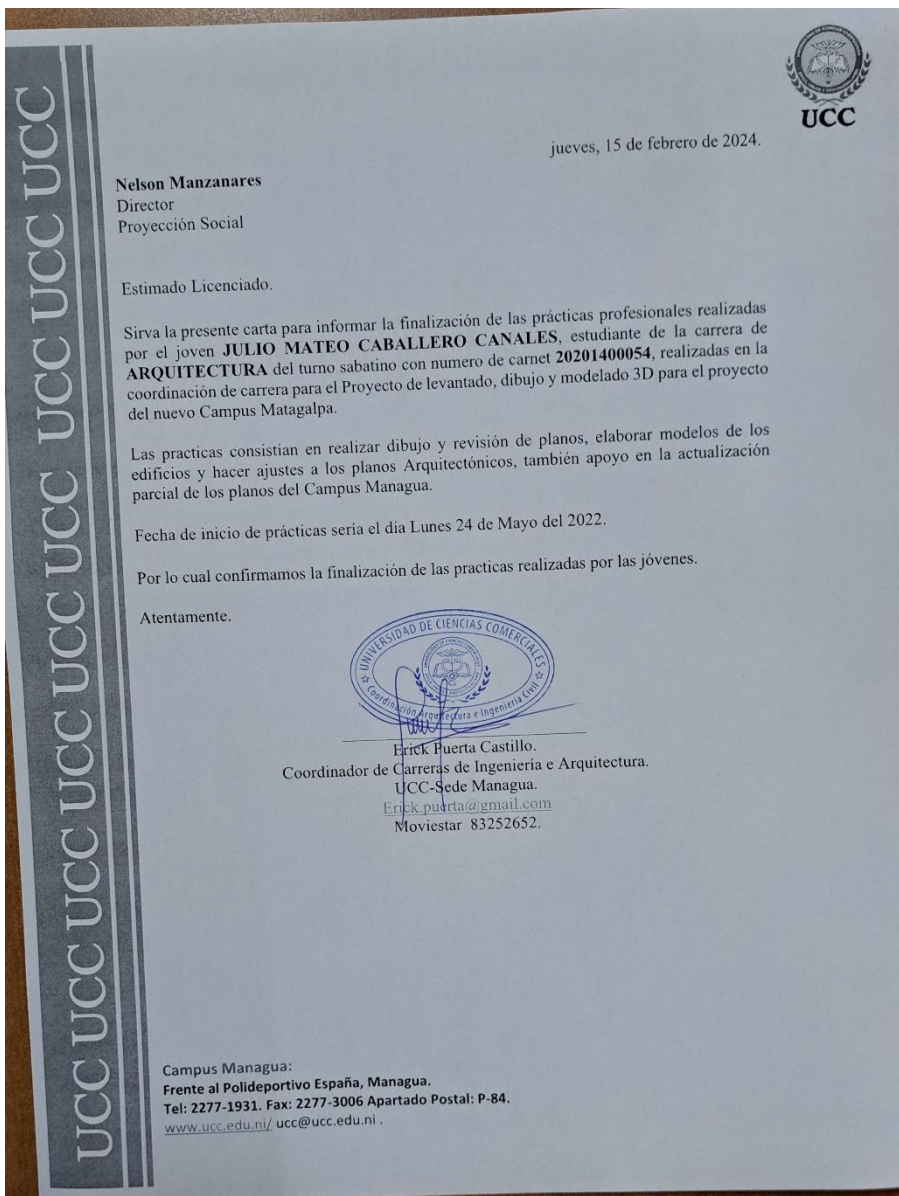 UCC UCC UCC UCC UCC UCC UCC UCC UCC UCC
UCC
jueves, 15 de febrero de 2024.
Nelson Manzanares
Director
Proyección Social
Estimado Licenciado.
Sirva la presente carta para informar la finalización de las prácticas profesionales realizadas
por el joven JULIO MATEO CABALLERO CANALES, estudiante de la carrera de
ARQUITECTURA del turno sabatino con numero de carnet 20201400054, realizadas en la
coordinación de carrera para el Proyecto de levantado, dibujo y modelado 3D para el proyecto
del nuevo Campus Matagalpa.
Las practicas consistían en realizar dibujo y revisión de planos, elaborar modelos de los
edificios y hacer ajustes a los planos Arquitectónicos, también apoyo en la actualización
parcial de los planos del Campus Managua.
Fecha de inicio de prácticas sería el día Lunes 24 de Mayo del 2022.
Por lo cual confirmamos la finalización de las practicas realizadas por las jóvenes.
Atentamente.
UNIVERSIDAD DE CIENCIAS COMERCIALES
Coordinación Arquitectura e Ingeniería Civil
Erick Puerta Castillo.
Coordinador de Carreras de Ingeniería e Arquitectura.
UCC-Sede Managua.
Erick.puerta@gmail.com
Moviestar 83252652.
Campus Managua:
Frente al Polideportivo España, Managua.
Tel: 2277-1931. Fax: 2277-3006 Apartado Postal: P-84.
www.ucc.edu.ni/ ucc@ucc.edu.ni .